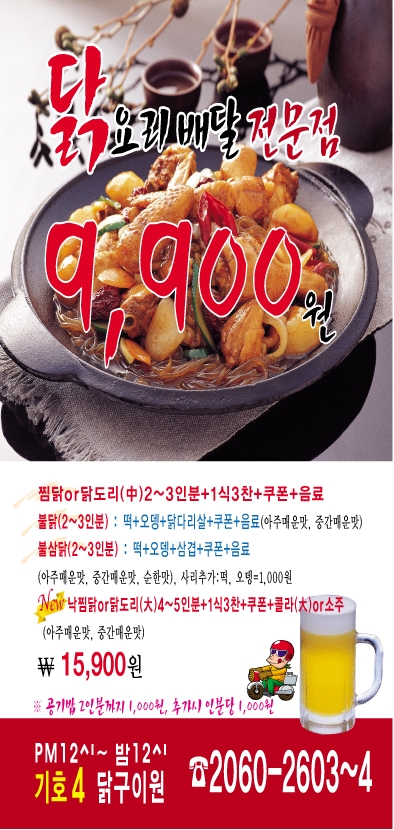 닭요리배달 전문점
9,900원
찜닭or닭도리(中)2~3인분+1식3찬+쿠폰+음료
불닭(2~3인분) : 떡+오뎅+닭다리살+쿠폰+음료(아주매운맛, 중간매운맛)
불삼닭(2~3인분) : 떡+오뎅+삼겹+쿠폰+음료
(아주매운맛, 중간매운맛, 순한맛), 사리추가:떡, 오뎅=1,000원
New 낙찜닭or닭도리(大)4~5인분+1식3찬+쿠폰+콜라(大)or소주
(아주매운맛, 중간매운맛)
₩ 15,900원
※ 공기밥 2인분까지 1,000원, 추가시 인분당 1,000원
PM12시~ 밤12시
기호4 닭구이원
☎2060-2603~4